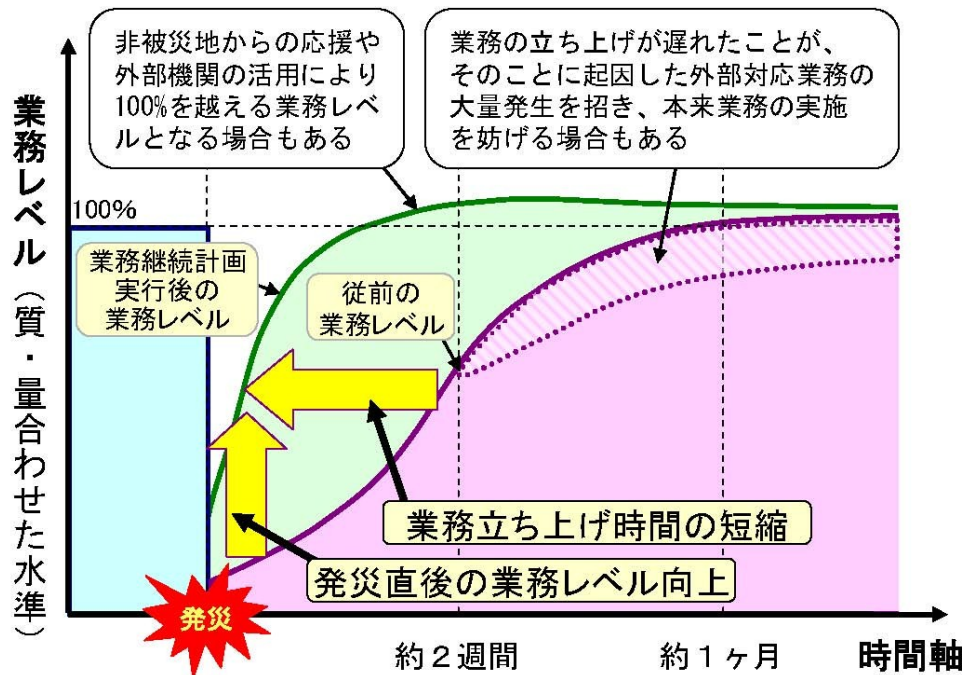 非被災地からの応援や
外部機関の活用により
100%を越える業務レベ
ルとなる場合もある
業務の立ち上げが遅れたことが、
そのことに起因した外部対応業務の
大量発生を招き、本来業務の実施
を妨げる場合もある
業務レベル（質・量合わせた水準）
100%
業務継続計画
実行後の
業務レベル
従前の
業務レベル
業務立ち上げ時間の短縮
発災直後の業務レベル向上
発災
約２週間
約１ヶ月
時間軸